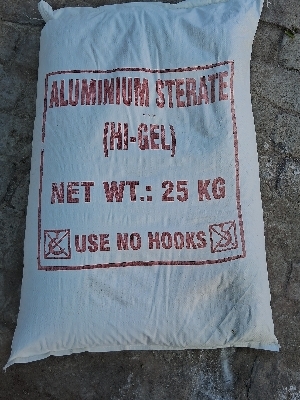 ALUMINIUM STERATE
(HI-GEL)
NET WT.: 25 KG
USE NO HOOKS